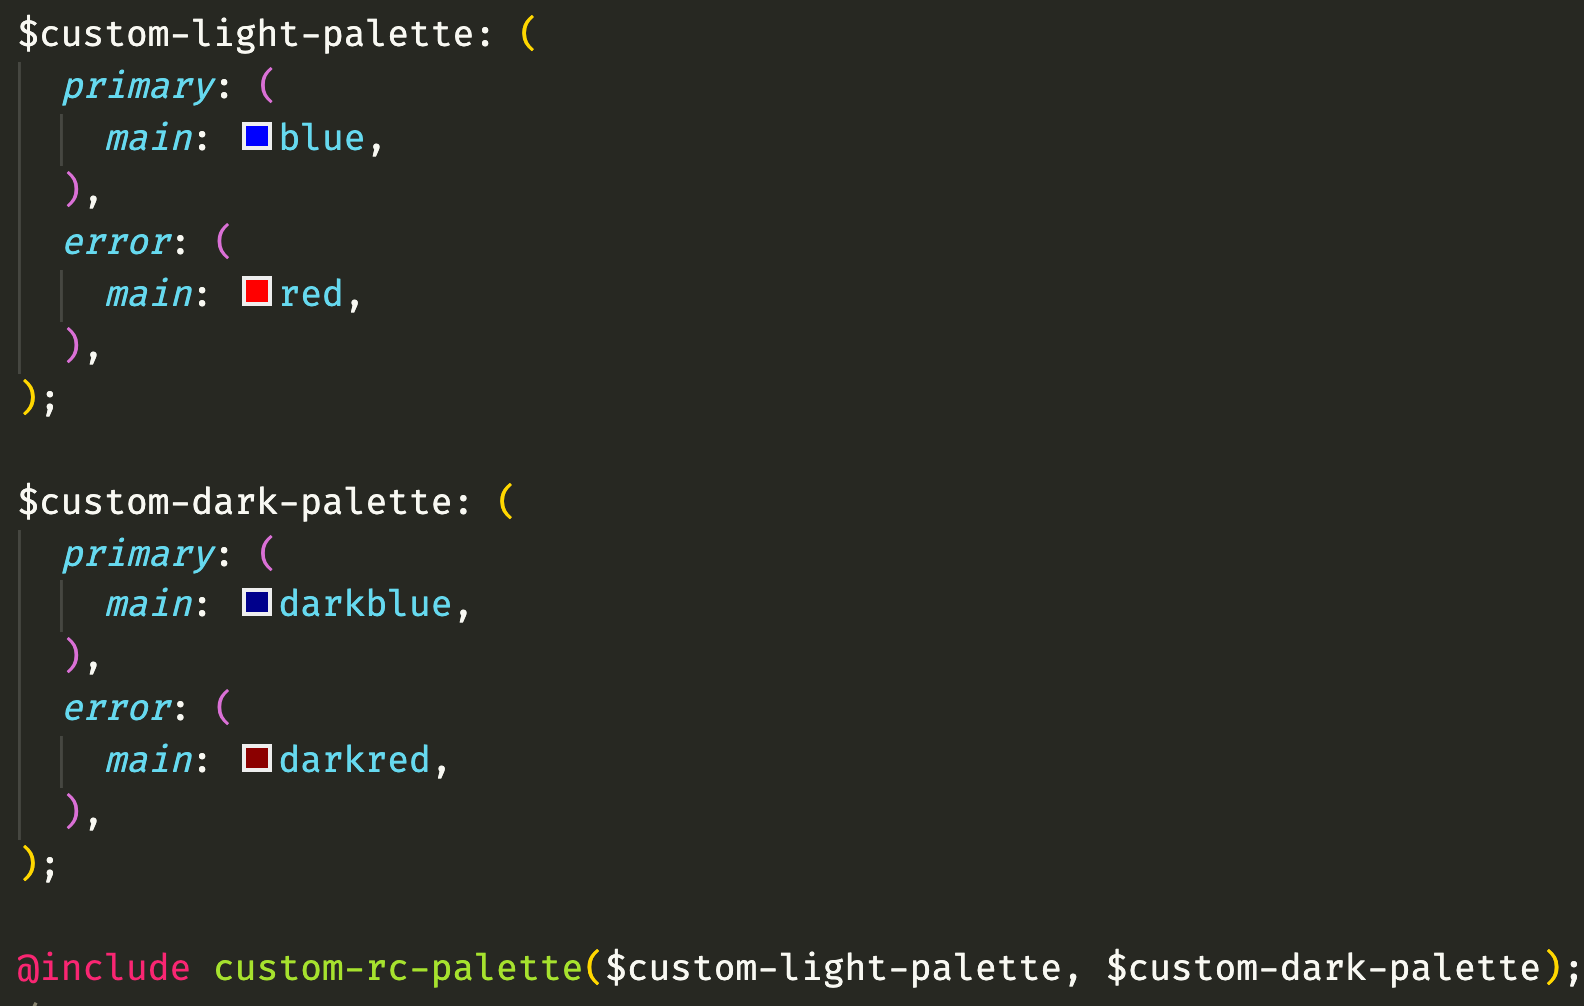 $custom-light-palette: (
  primary: (
    main: blue,
  ),
  error: (
    main: red,
  ),
);

$custom-dark-palette: (
  primary: (
    main: darkblue,
  ),
  error: (
    main: darkred,
  ),
);

@include custom-rc-palette($custom-light-palette, $custom-dark-palette);